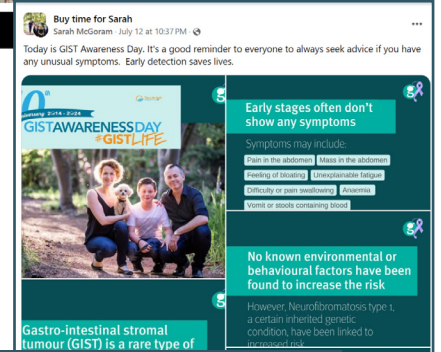 Buy time for Sarah
Sarah McGoram · July 12 at 10:37 PM ·
Today is GIST Awareness Day. It's a good reminder to everyone to always seek advice if you have
any unusual symptoms. Early detection saves lives.
2014-2024
GISTAWARENESSDAY
#GISTLIFE
Early stages often don't
show any symptoms
Symptoms may include:
Pain in the abdomen
Mass in the abdomen
Feeling of bloating
Unexplainable fatigue
Difficulty or pain swallowing
Anaemia
Vomit or stools containing blood
No known environmental or
behavioural factors have been
found to increase the risk
However, Neurofibromatosis type 1,
a certain inherited genetic
condition, have been linked to
increased risk
Gastro-intestinal stromal
tumour (GIST) is a rare type of